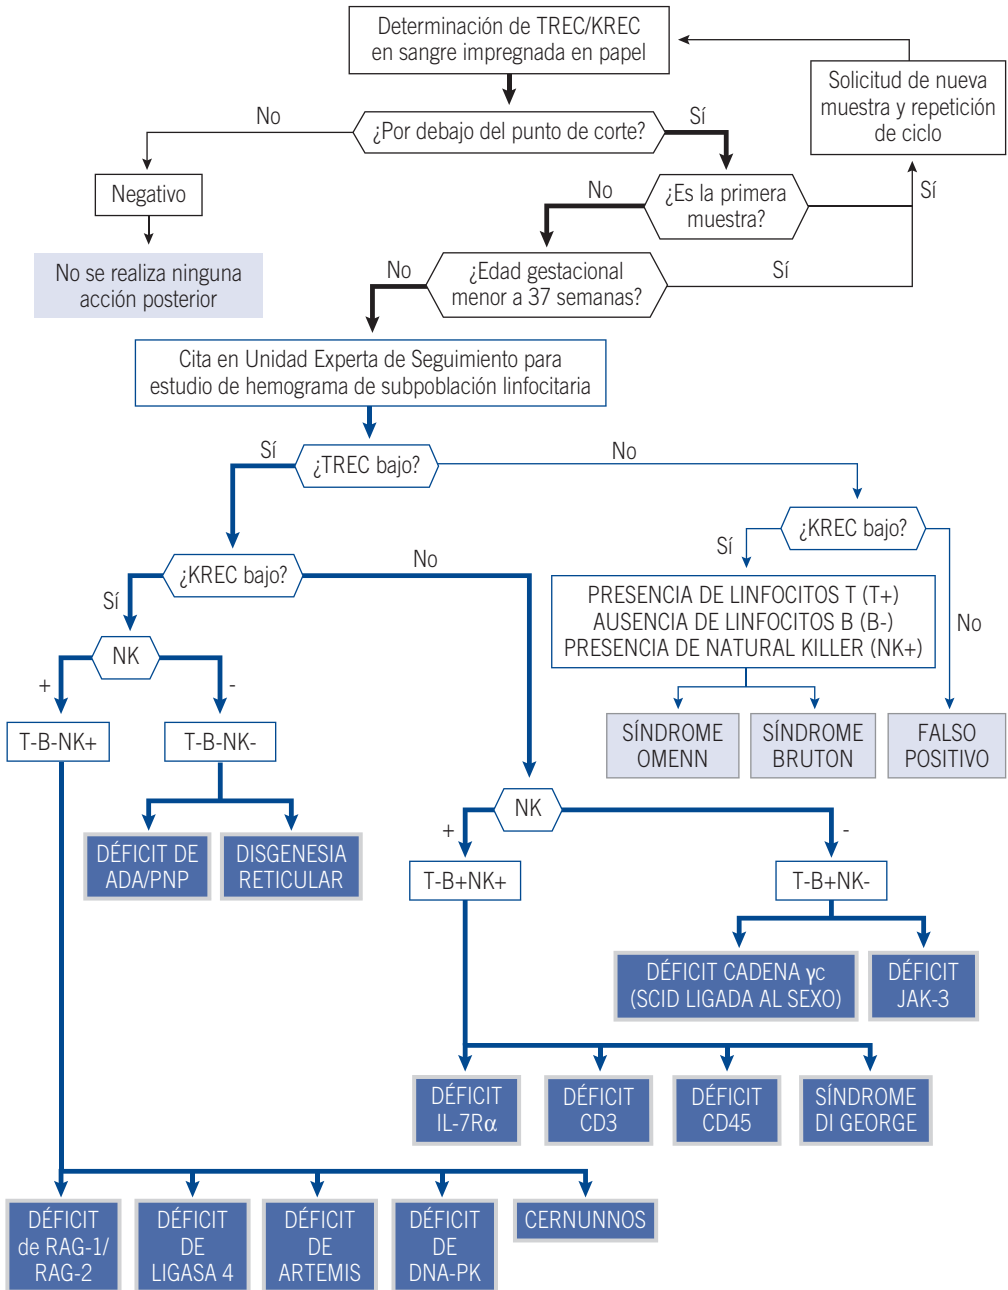 Determinación de TREC/KREC
en sangre impregnada en papel
Solicitud de nueva
muestra y repetición
de ciclo
No
¿Por debajo del punto de corte?
Sí
Negativo
No
¿Es la primera
muestra?
Sí
No se realiza ninguna
acción posterior
No
¿Edad gestacional
menor a 37 semanas?
Sí
Cita en Unidad Experta de Seguimiento para
estudio de hemograma de subpoblación linfocitaria
Sí
¿TREC bajo?
No
¿KREC bajo?
Sí
No
¿KREC bajo?
No
Sí
PRESENCIA DE LINFOCITOS T (T+)
AUSENCIA DE LINFOCITOS B (B-)
PRESENCIA DE NATURAL KILLER (NK+)
NK
+
-
T-B-NK+
T-B-NK-
SÍNDROME
OMENN
SÍNDROME
BRUTON
FALSO
POSITIVO
DÉFICIT DE
ADA/PNP
DISGENESIA
RETICULAR
NK
+
-
T-B+NK+
T-B+NK-
DÉFICIT CADENA γc
(SCID LIGADA AL SEXO)
DÉFICIT
JAK-3
DÉFICIT
IL-7Rα
DÉFICIT
CD3
DÉFICIT
CD45
SÍNDROME
DI GEORGE
DÉFICIT
de RAG-1/
RAG-2
DÉFICIT
DE
LIGASA 4
DÉFICIT
DE
ARTEMIS
DÉFICIT
DE
DNA-PK
CERNUNNOS